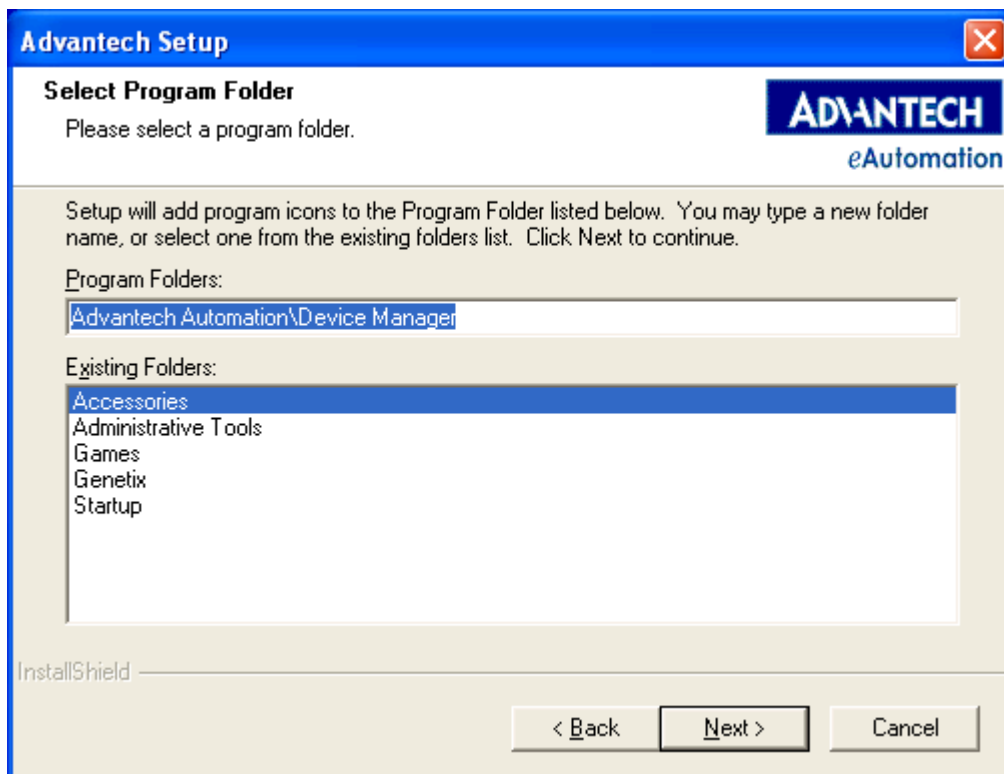 Advantech Setup
Select Program Folder
Please select a program folder.
ADVANTECH
eAutomation
Setup will add program icons to the Program Folder listed below.  You may type a new folder
name, or select one from the existing folders list.  Click Next to continue.
Program Folders:
Advantech Automation\Device Manager
Existing Folders:
Accessories
Administrative Tools
Games
Genetix
Startup
InstallShield
< Back
Next >
Cancel